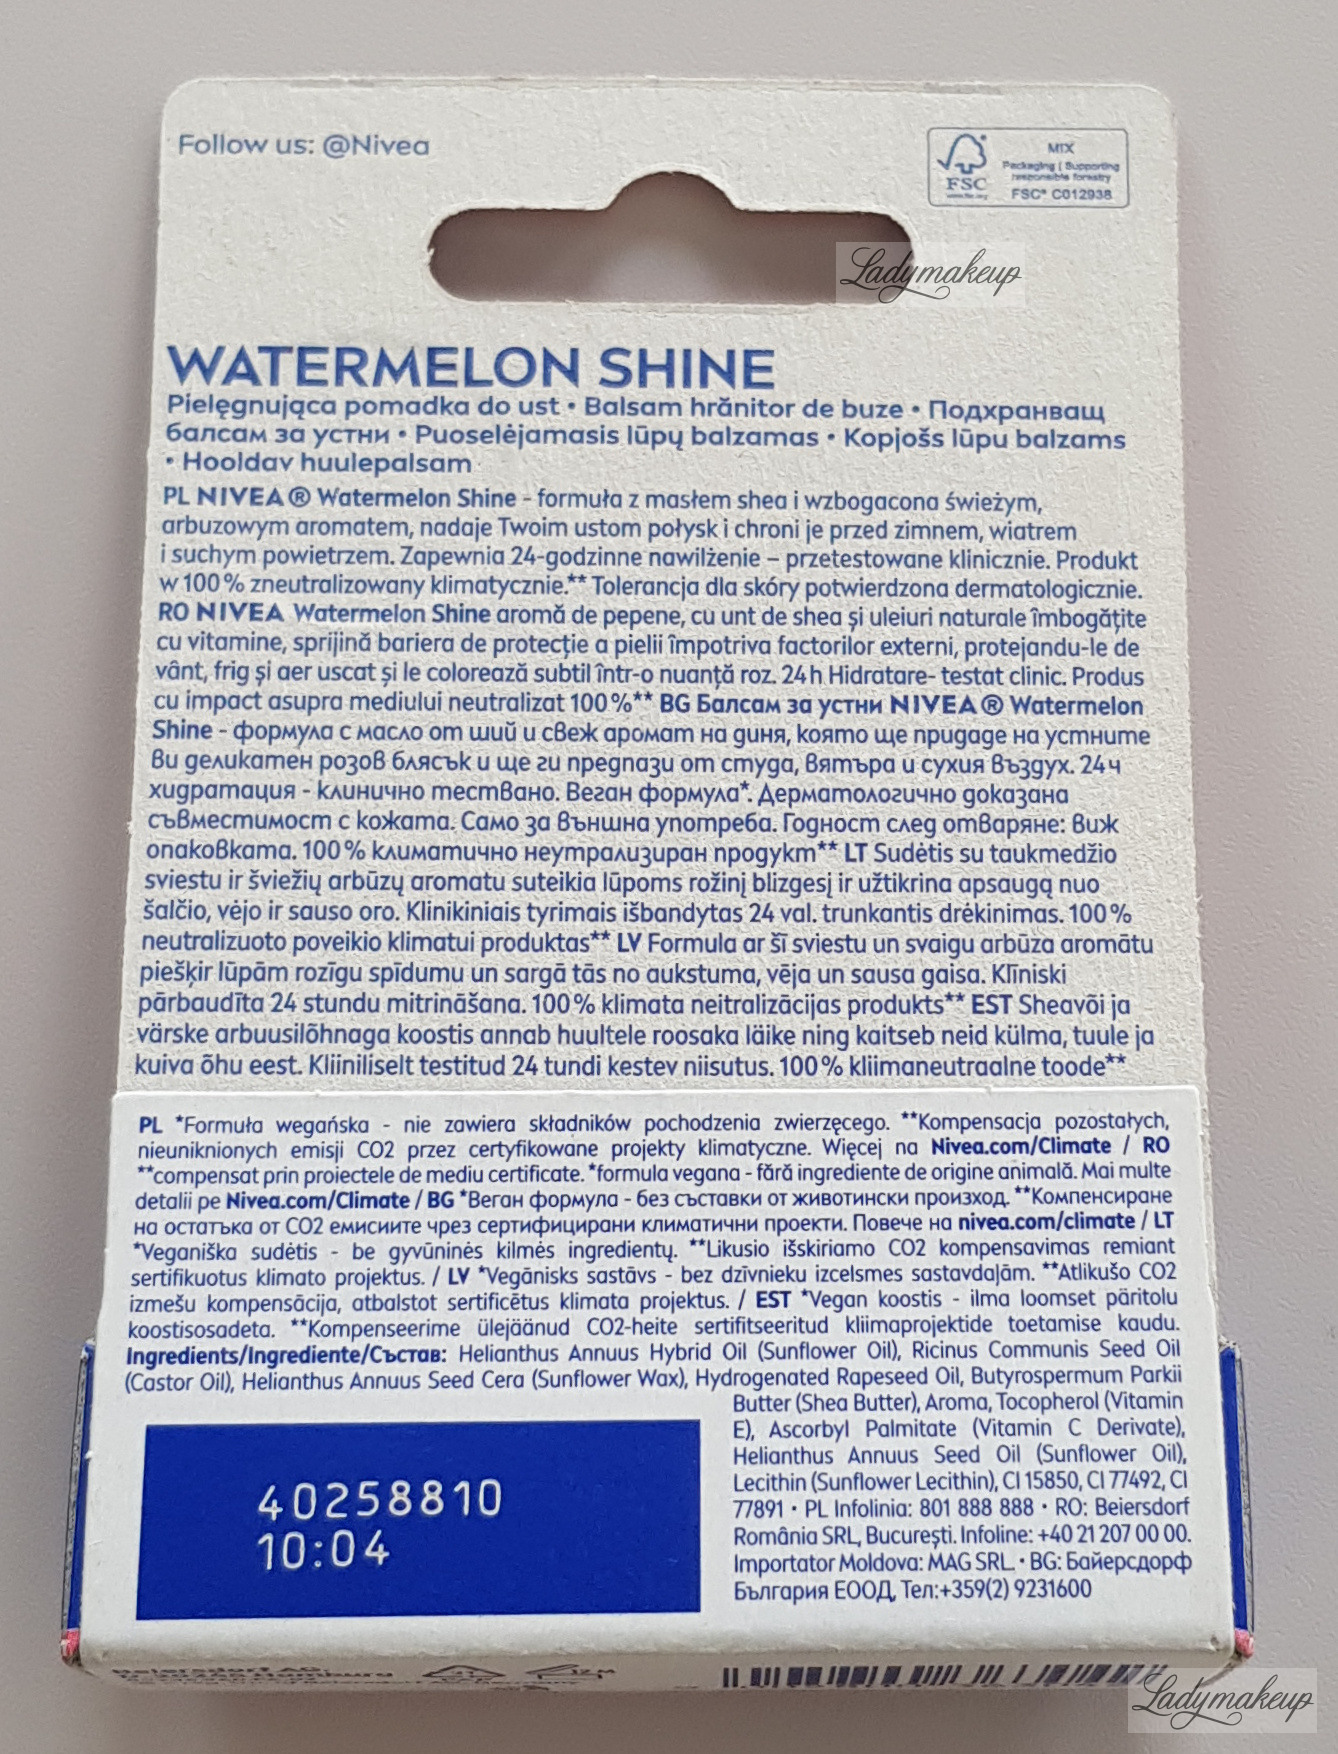 Follow us: @Nivea
FSC
MIX
Packaging | Supporting
responsible forestry
FSC® C012938
Ladymakeup
WATERMELON SHINE
Pielęgnująca pomadka do ust • Balsam hrănitor de buze • Подхранващ
балсам за устни • Puoselėjamasis lūpų balzamas • Kopjošs lūpu balzams
• Hooldav huulepalsam
PL NIVEA® Watermelon Shine - formuła z masłem shea i wzbogacona świeżym,
arbuzowym aromatem, nadaje Twoim ustom połysk i chroni je przed zimnem, wiatrem
i suchym powietrzem. Zapewnia 24-godzinne nawilżenie – przetestowane klinicznie. Produkt
w 100% zneutralizowany klimatycznie.** Tolerancja dla skóry potwierdzona dermatologicznie.
RO NIVEA Watermelon Shine aromă de pepene, cu unt de shea și uleiuri naturale îmbogățite
cu vitamine, sprijină bariera de protecție a pielii împotriva factorilor externi, protejandu-le de
vânt, frig și aer uscat și le colorează subtil într-o nuanță roz. 24h Hidratare- testat clinic. Produs
cu impact asupra mediului neutralizat 100%** BG Балсам за устни NIVEA® Watermelon
Shine - формула с масло от ший и свеж аромат на диня, която ще придаде на устните
Ви деликатен розов блясък и ще ги предпази от студа, вятъра и сухия въздух. 24ч
хидратация - клинично тествано. Веган формула*. Дерматологично доказана
съвместимост с кожата. Само за външна употреба. Годност след отваряне: виж
опаковката. 100% климатично неутрализиран продукт** LT Sudėtis su taukmedžio
sviestu ir šviežių arbūzų aromatu suteikia lūpoms rožinį blizgesį ir užtikrina apsaugą nuo
šalčio, vėjo ir sauso oro. Klinikiniais tyrimais išbandytas 24 val. trunkantis drėkinimas. 100%
neutralizuoto poveikio klimatui produktas** LV Formula ar šī sviestu un svaigu arbūza aromātu
piešķir lūpām rozīgu spīdumu un sargā tās no aukstuma, vēja un sausa gaisa. Klīniski
pārbaudīta 24 stundu mitrināšana. 100% klimata neitralizācijas produkts** EST Sheavõi ja
värske arbuusilõhnaga koostis annab huultele roosaka läike ning kaitseb neid külma, tuule ja
kuiva õhu eest. Kliiniliselt testitud 24 tundi kestev niisutus. 100% kliimaneutraalne toode**
PL *Formuła wegańska - nie zawiera składników pochodzenia zwierzęcego. **Kompensacja pozostałych,
nieuniknionych emisji CO2 przez certyfikowane projekty klimatyczne. Więcej na Nivea.com/Climate / RO
**compensat prin proiectele de mediu certificate. *formula vegana - fără ingrediente de origine animală. Mai multe
detalii pe Nivea.com/Climate / BG *Веган формула - без съставки от животински произход. **Компенсиране
на остатъка от CO2 емисиите чрез сертифицирани климатични проекти. Повече на nivea.com/climate / LT
*Veganiška sudėtis - be gyvūninės kilmės ingredientų. **Likusio išskiriamo CO2 kompensavimas remiant
sertifikuotus klimato projektus. / LV *Vegānisks sastāvs - bez dzīvnieku izcelsmes sastavdaļām. **Atlikušo CO2
izmešu kompensācija, atbalstot sertificētus klimata projektus. / EST *Vegan koostis - ilma loomset päritolu
koostisosadeta. **Kompenseerime ülejäänud CO2-heite sertifitseeritud kliimaprojektide toetamise kaudu.
Ingredients/Ingrediente/Състав: Helianthus Annuus Hybrid Oil (Sunflower Oil), Ricinus Communis Seed Oil
(Castor Oil), Helianthus Annuus Seed Cera (Sunflower Wax), Hydrogenated Rapeseed Oil, Butyrospermum Parkii
Butter (Shea Butter), Aroma, Tocopherol (Vitamin
E), Ascorbyl Palmitate (Vitamin C Derivate),
Helianthus Annuus Seed Oil (Sunflower Oil),
Lecithin (Sunflower Lecithin), CI 15850, CI 77492, CI
77891 • PL Infolinia: 801 888 888 • RO: Beiersdorf
România SRL, București. Infoline: +40 21 207 00 00.
Importator Moldova: MAG SRL. • BG: Байерсдорф
България ЕООД, Тел:+359(2) 9231600
40258810
10:04
Beiersdorf AG,
12M
Ladymakeup